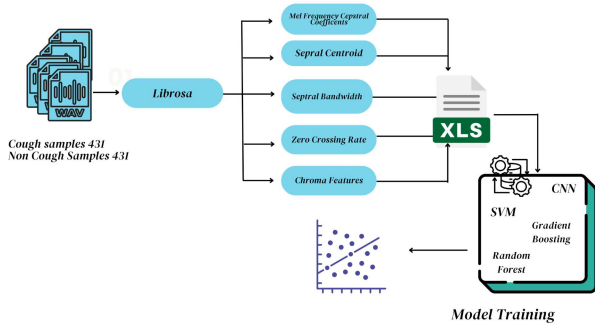 Mel Frequency Cepstral
Coefficents
Sepral Centroid
Librosa
Septral Bandwidth
WAV
XLS
Zero Crossing Rate
Cough samples 431
Non Cough Samples 431
Chroma Features
CNN
SVM
Gradient
Boosting
Random
Forest
Model Training